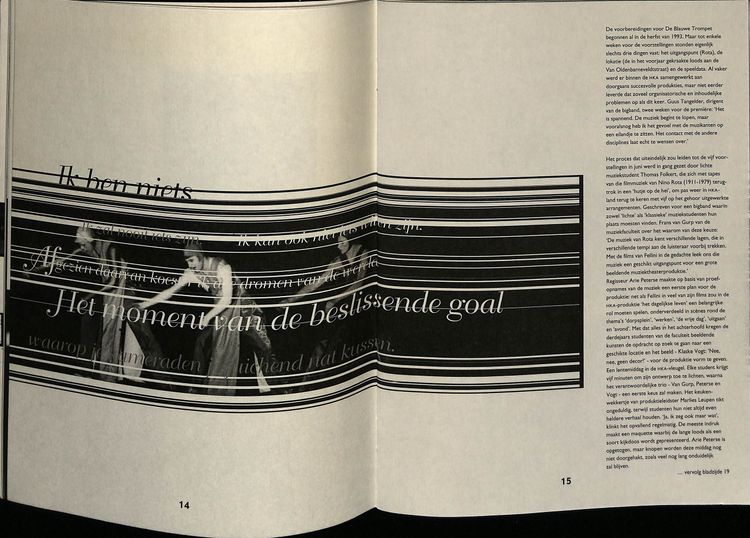 Ik ben niets
Ik zal nooit iets zijn.
Ik kan ook niet iets willen zijn.
Afgezien daarvan koester ik alle dromen van de wereld.
Het moment van de beslissende goal
waarop je kameraden je juichend nat kussen.
14
De voorbereidingen voor De Blauwe Trompet
begonnen al in de herfst van 1993. Maar tot enkele
weken voor de voorstellingen stonden eigenlijk
slechts drie dingen vast: het uitgangspunt (Rota), de
lokatie (de in het voorjaar gekraakte loods aan de
Van Oldenbarneveldtstraat) en de speeldata. Al vaker
werd er binnen de HKA samengewerkt aan
doorgaans succesvolle produkties, maar niet eerder
leverde dat zoveel organisatorische en inhoudelijke
problemen op als dit keer. Guus Tangelder, dirigent
van de bigband, twee weken voor de première: 'Het
is spannend. De muziek begint te lopen, maar
vooralsnog heb ik het gevoel met de muzikanten op
een eilandje te zitten. Het contact met de andere
disciplines laat echt te wensen over.'
Het proces dat uiteindelijk zou leiden tot de vijf voor-
stellingen in juni werd in gang gezet door lichte
muziekstudent Thomas Folkert, die zich met tapes
van die filmmuziek van Nino Rota (1911-1979) terug-
trok in een 'hutje op de hei', om pas weer in HKA-
land terug te keren met vijf op het gehoor uitgewerkte
arrangementen. Geschreven voor een bigband waarin
zowel 'lichte' als 'klassieke' muziekstudenten hun
plaats moesten vinden. Frans van Gurp van de
muziekfaculteit over het waarom van deze keuze:
'De muziek van Rota kent verschillende lagen, die in
verschillende tempi aan de luisteraar voorbij trekken.
Met de films van Fellini in de gedachte leek ons die
muziek een geschikt uitgangspunt voor een grote
beeldende muziektheaterproduktie.'
Regisseur Arie Peterse maakte op basis van proef-
opnames van de muziek een eerste plan voor de
produktie: net als Fellini in veel van zijn films zou in de
HKA-produktie 'het dagelijkse leven' een belangrijke
rol moeten spelen, onderverdeeld in scènes rond de
thema's 'dorpsplein', 'werken', 'de vrije dag', 'uitgaan'
en 'avond'. Met dat alles in het achterhoofd kregen de
derdejaars studenten van de faculteit beeldende
kunsten de opdracht op zoek te gaan naar een
geschikte locatie en het beeld - Klaske Vogt: 'Nee,
nee, geen decor!' - voor de produktie vorm te geven.
Een lentemiddag in de HKA-vleugel. Elke student krijgt
vijf minuten om zijn ontwerp toe te lichten, waarna
het verantwoordelijke trio - Van Gurp, Peterse en
Vogt - een eerste keus zal maken. Het keuken-
wekkertje van produktieleidster Marlies Leupen tikt
ongeduldig, terwijl studenten hun niet altijd even
heldere verhaal houden. 'Ja, ik zeg ook maar wat',
klinkt het opvallend regelmatig. De meeste indruk
maakt een maquette waarbij de lange loods als een
soort kijkdoos wordt gepresenteerd. Arie Peterse is
opgetogen, maar knopen worden deze middag nog
niet doorgehakt, zoals veel nog lang onduidelijk
zal blijven.
.... vervolg bladzijde 19
15